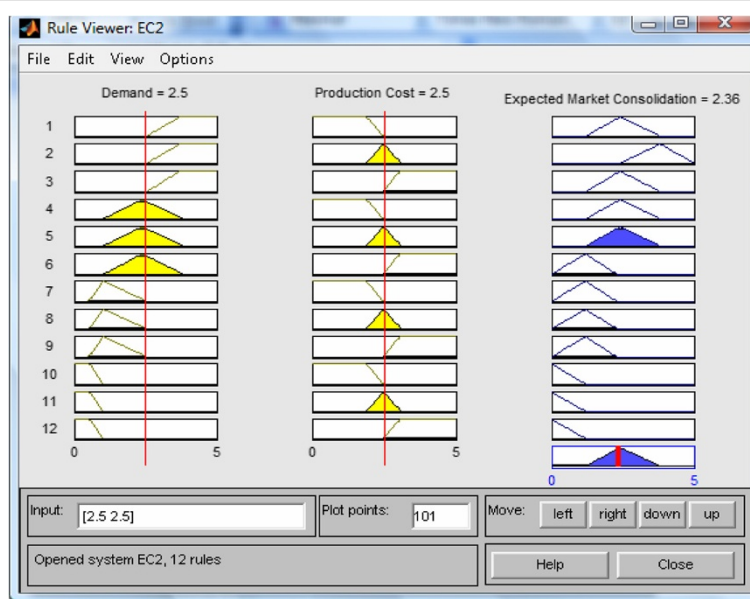 Rule Viewer: EC2
File Edit View Options
Demand = 2.5
Production Cost = 2.5
Expected Market Consolidation = 2.36
1
2
3
4
5
6
7
8
9
10
11
12
0 5
0 5
0 5
Input: [2.5 2.5]
Plot points: 101
Move: left right down up
Opened system EC2, 12 rules
Help Close